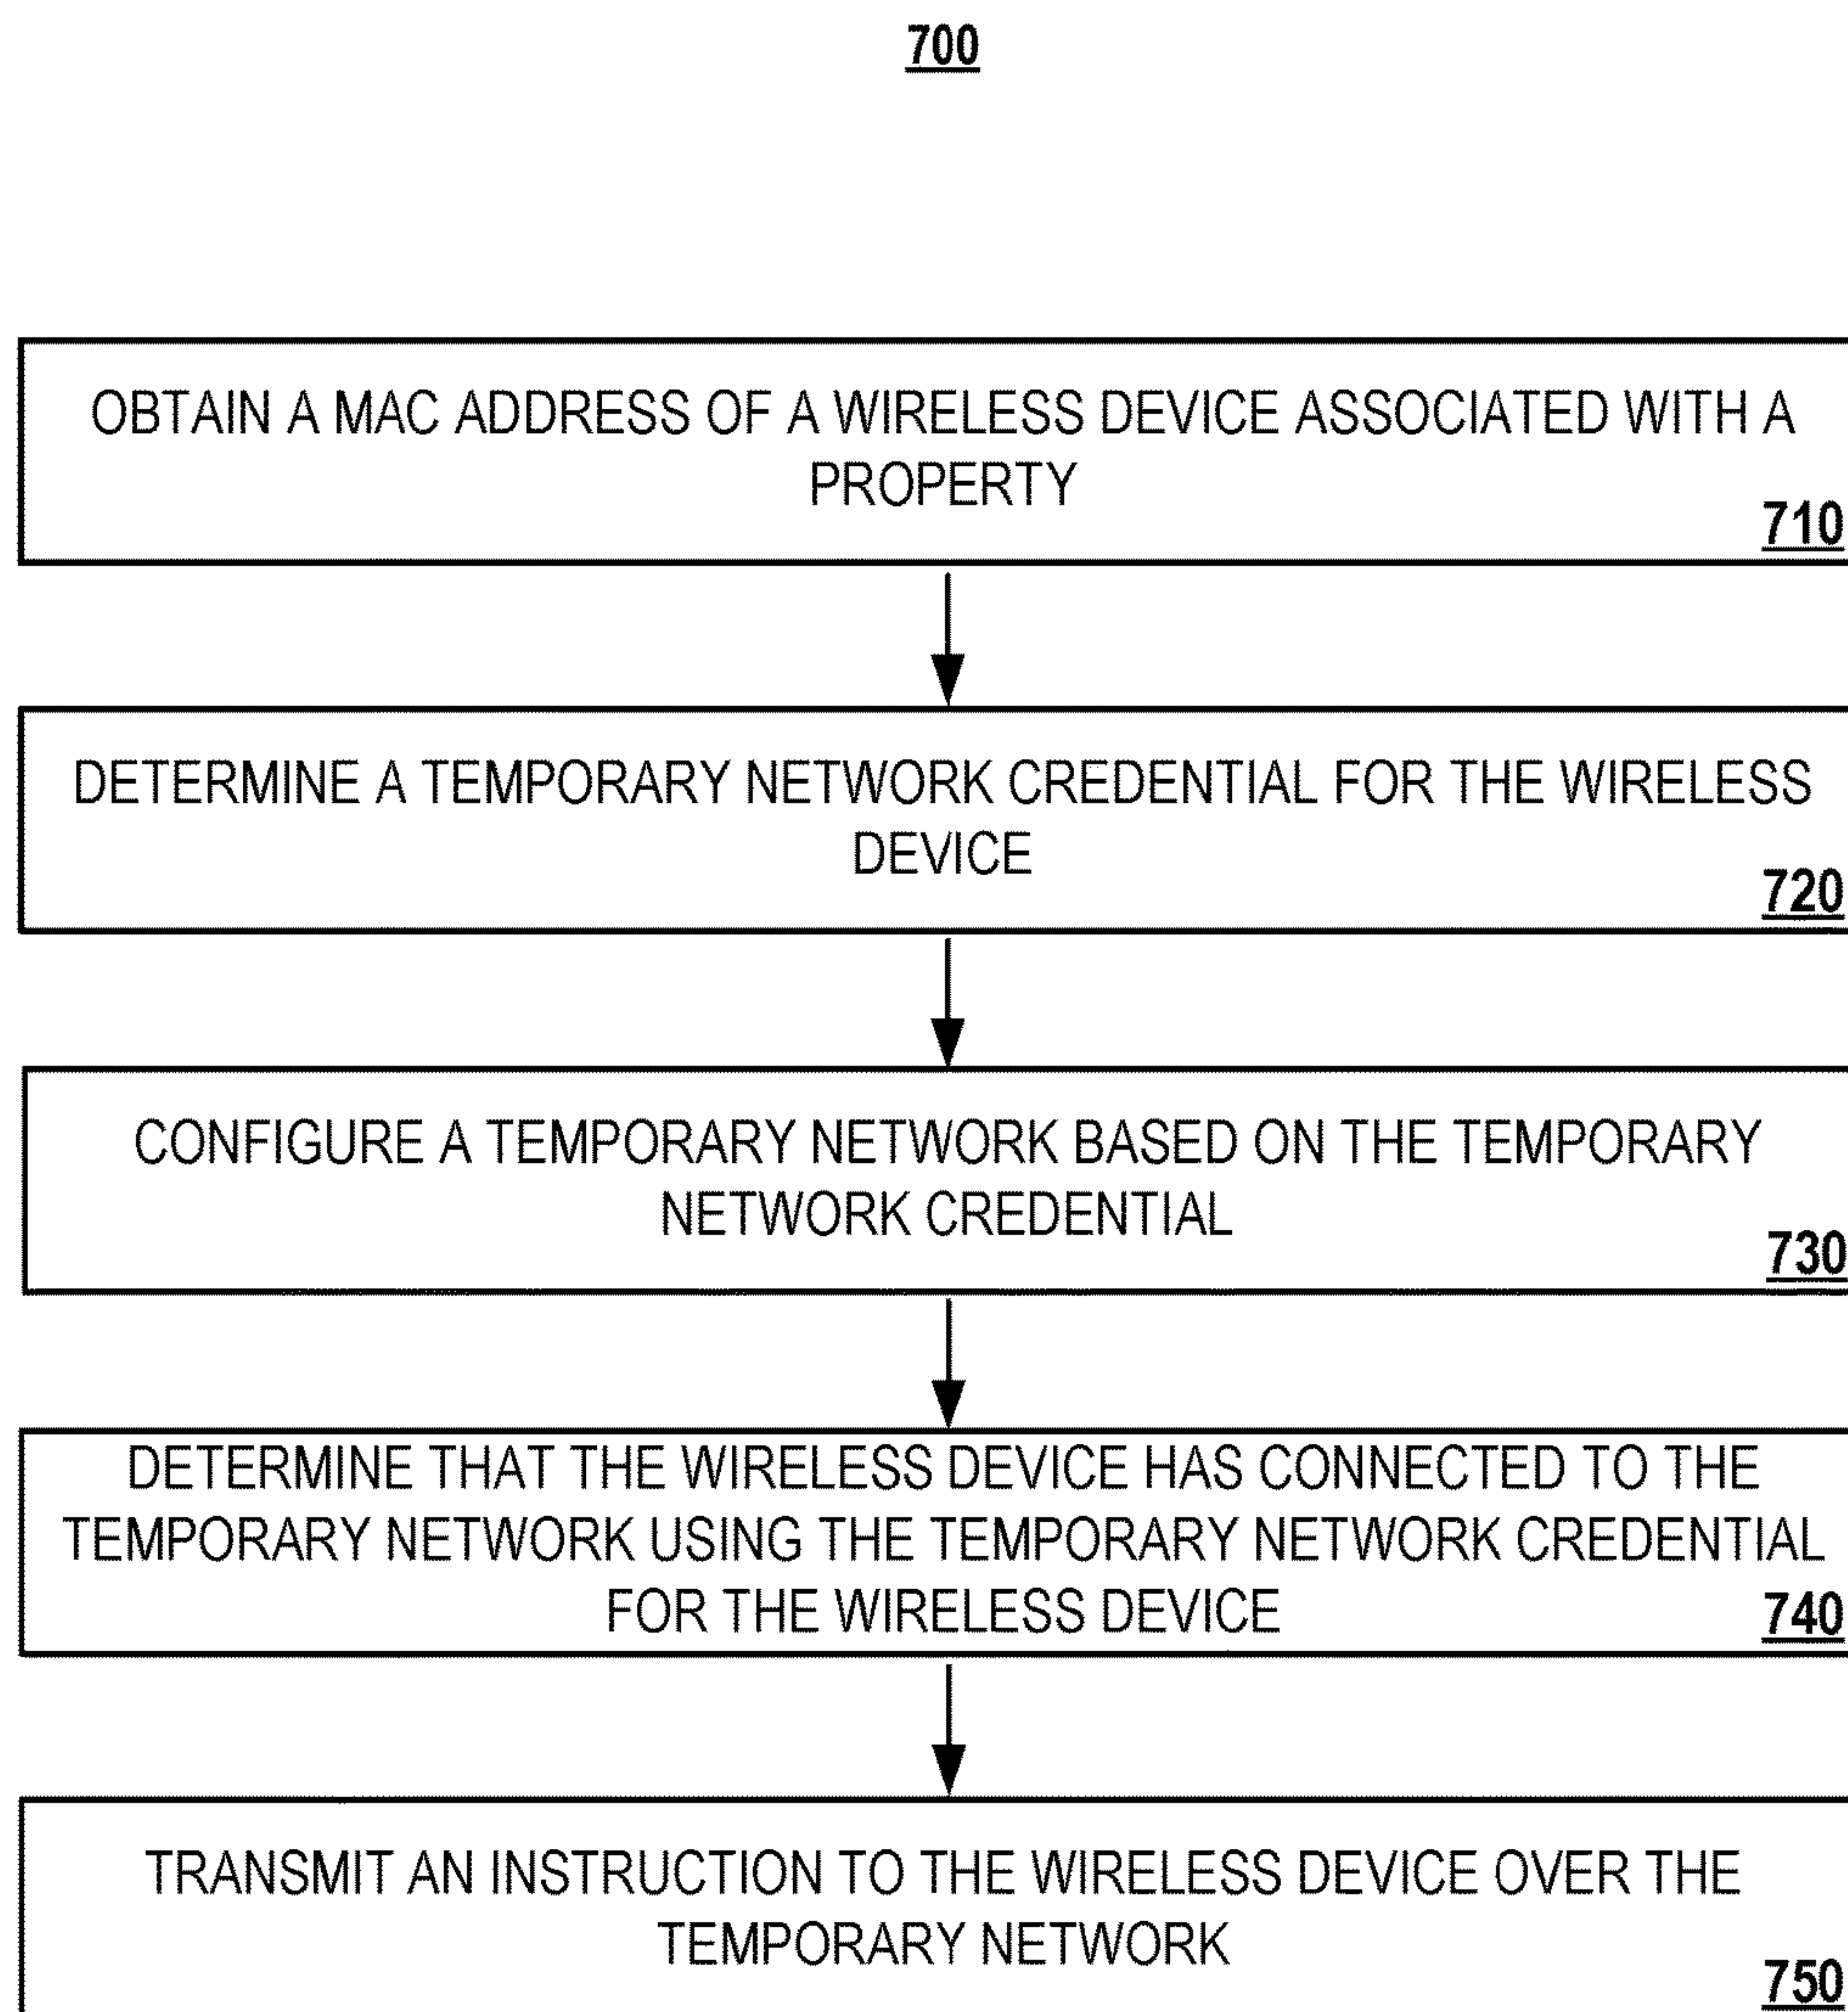 700
OBTAIN A MAC ADDRESS OF A WIRELESS DEVICE ASSOCIATED WITH A
PROPERTY
710
DETERMINE A TEMPORARY NETWORK CREDENTIAL FOR THE WIRELESS
DEVICE
720
CONFIGURE A TEMPORARY NETWORK BASED ON THE TEMPORARY
NETWORK CREDENTIAL
730
DETERMINE THAT THE WIRELESS DEVICE HAS CONNECTED TO THE
TEMPORARY NETWORK USING THE TEMPORARY NETWORK CREDENTIAL
FOR THE WIRELESS DEVICE
740
TRANSMIT AN INSTRUCTION TO THE WIRELESS DEVICE OVER THE
TEMPORARY NETWORK
750